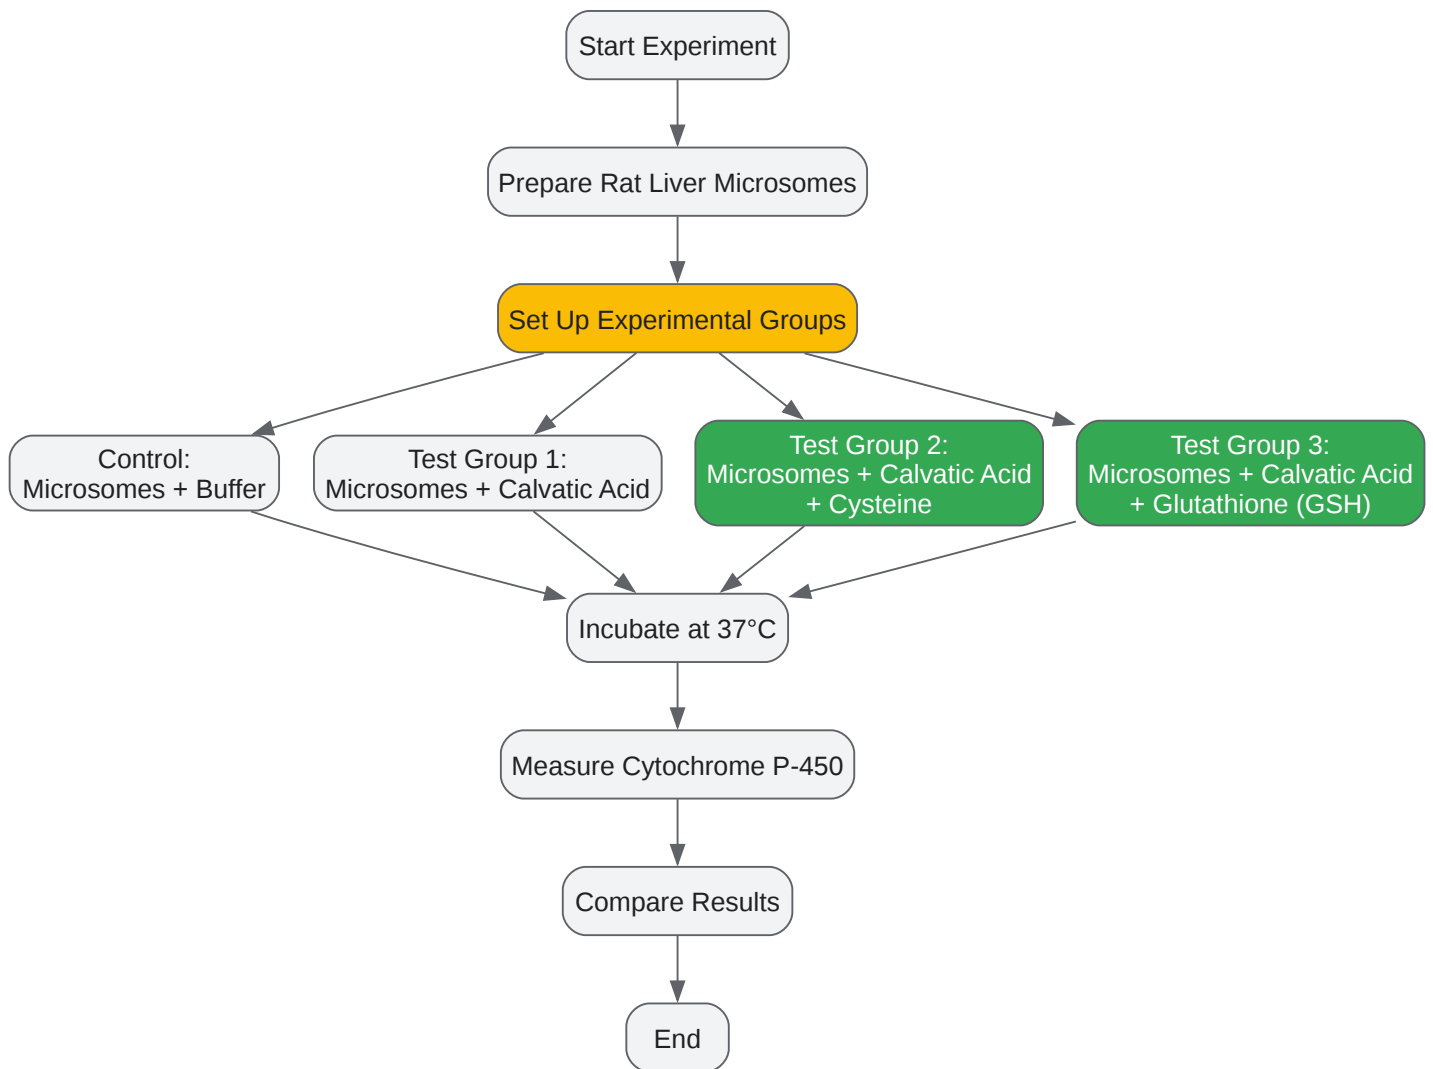 Start Experiment
Prepare Rat Liver Microsomes
Set Up Experimental Groups
Control:
Microsomes + Buffer
Test Group 1:
Microsomes + Calvatic Acid
Test Group 2:
Microsomes + Calvatic Acid
+ Cysteine
Test Group 3:
Microsomes + Calvatic Acid
+ Glutathione (GSH)
Incubate at 37°C
Measure Cytochrome P-450
Compare Results
End